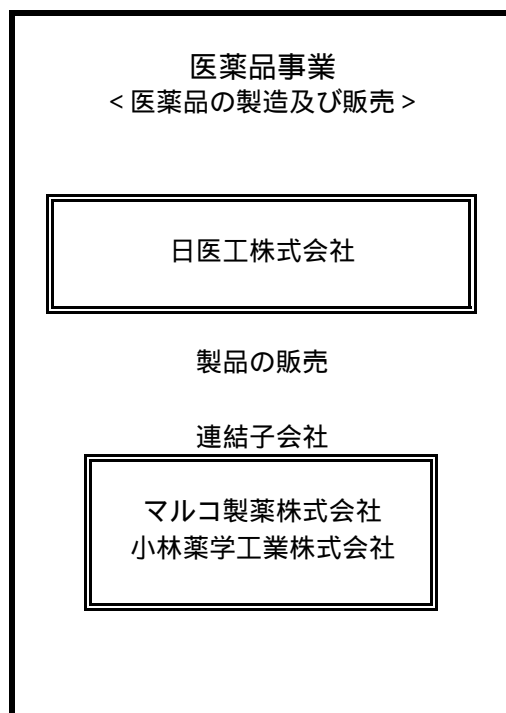 医薬品事業
<医薬品の製造及び販売>
日医工株式会社
製品の販売
連結子会社
マルコ製薬株式会社
小林薬学工業株式会社